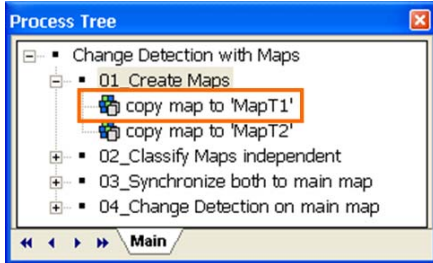 Process Tree
Change Detection with Maps
01_Create Maps
copy map to 'MapT1'
copy map to 'MapT2'
02_Classify Maps independent
03_Synchronize both to main map
04_Change Detection on main map
Main